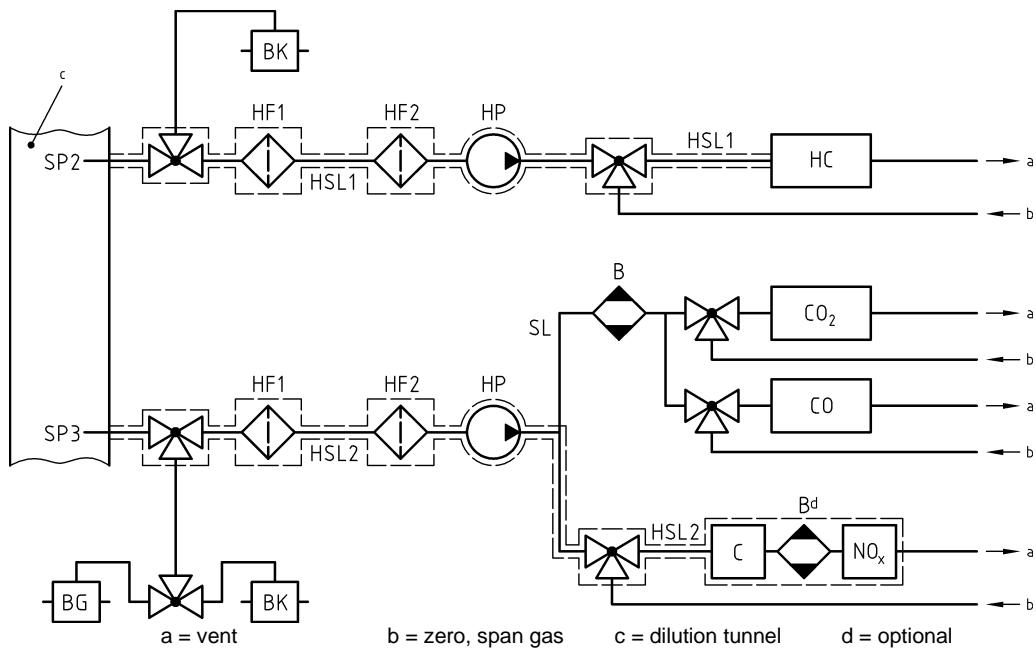 BK
c
HF1 HF2 HP
HSL1
SP2 HC a
HSL1
b
B
CO₂ a
SL
b
HF1 HF2 HP
CO a
SP3
HSL2
b
Bᵈ
HSL2
C NOₓ a
BG BK b
a = vent b = zero, span gas c = dilution tunnel d = optional